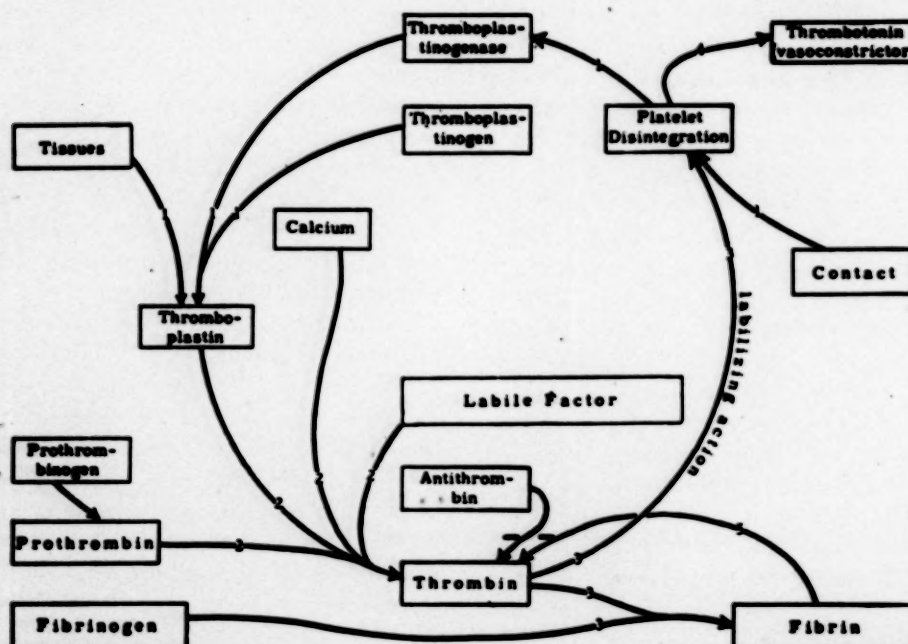 Thromboplas-
tinogenase
Thrombotonin
(vasoconstrictor)
Thromboplas-
tinogen
Platelet
Disintegration
Tissues
Calcium
Contact
Thrombo-
plastin
labilizing action
Labile Factor
Prothrom-
binogen
Antithrom-
bin
Prothrombin
Thrombin
Fibrinogen
Fibrin